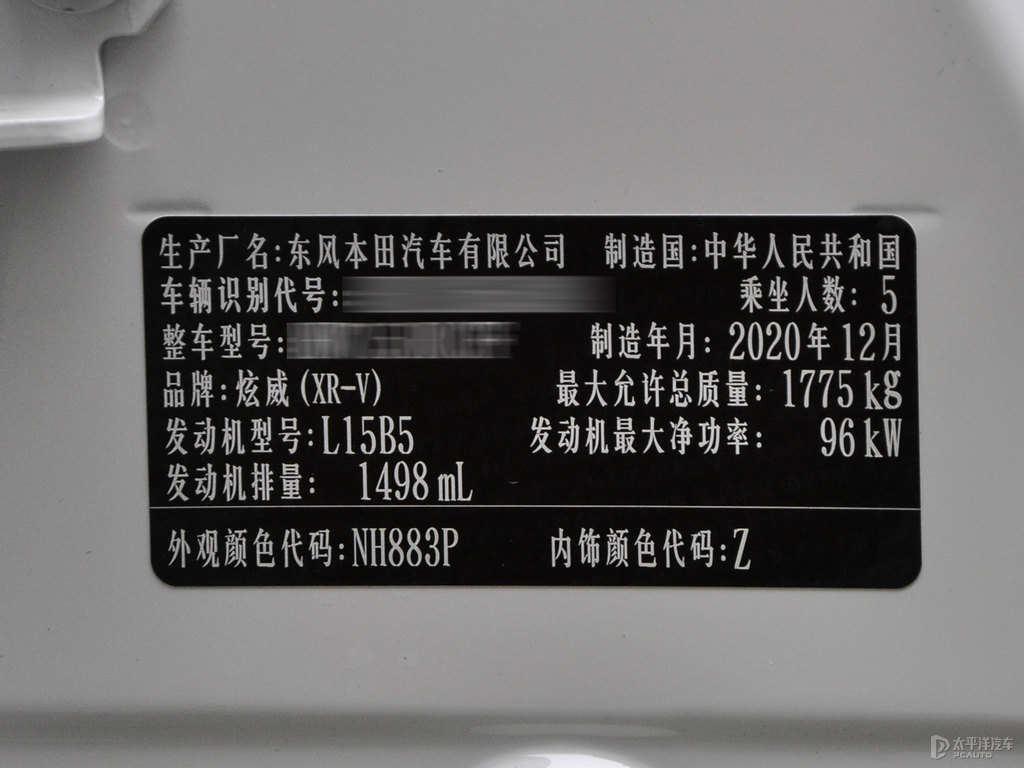 生产厂名:东风本田汽车有限公司 制造国:中华人民共和国
车辆识别代号: 乘坐人数: 5
整车型号: 制造年月: 2020年12月
品牌:炫威(XR-V) 最大允许总质量: 1775kg
发动机型号:L15B5 发动机最大净功率: 96kW
发动机排量: 1498mL
外观颜色代码:NH883P 内饰颜色代码:Z
太平洋汽车
PCAUTO